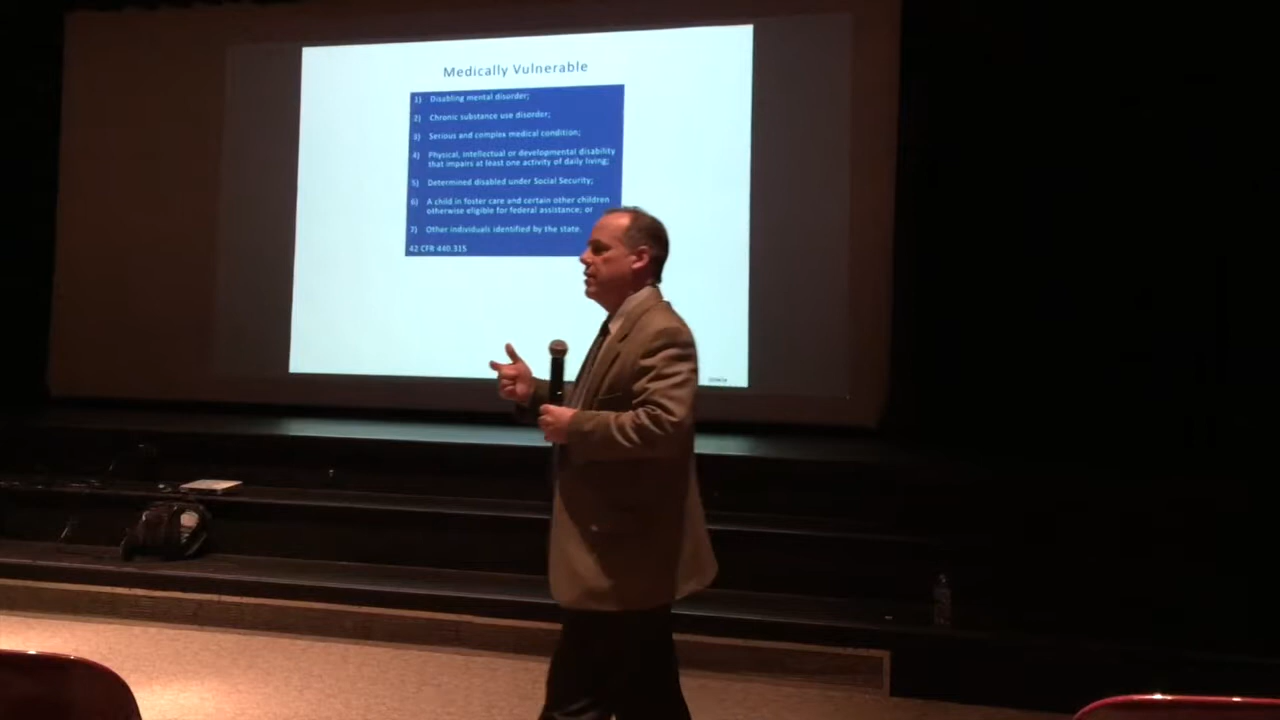 Medically Vulnerable
1) Disabling mental disorder;
2) Chronic substance use disorder;
3) Serious and complex medical condition;
4) Physical, intellectual or developmental disability
that impairs at least one activity of daily living;
5) Determined disabled under Social Security;
6) A child in foster care and certain other children
otherwise eligible for federal assistance; or
7) Other individuals identified by the state.
42 CFR 440.315